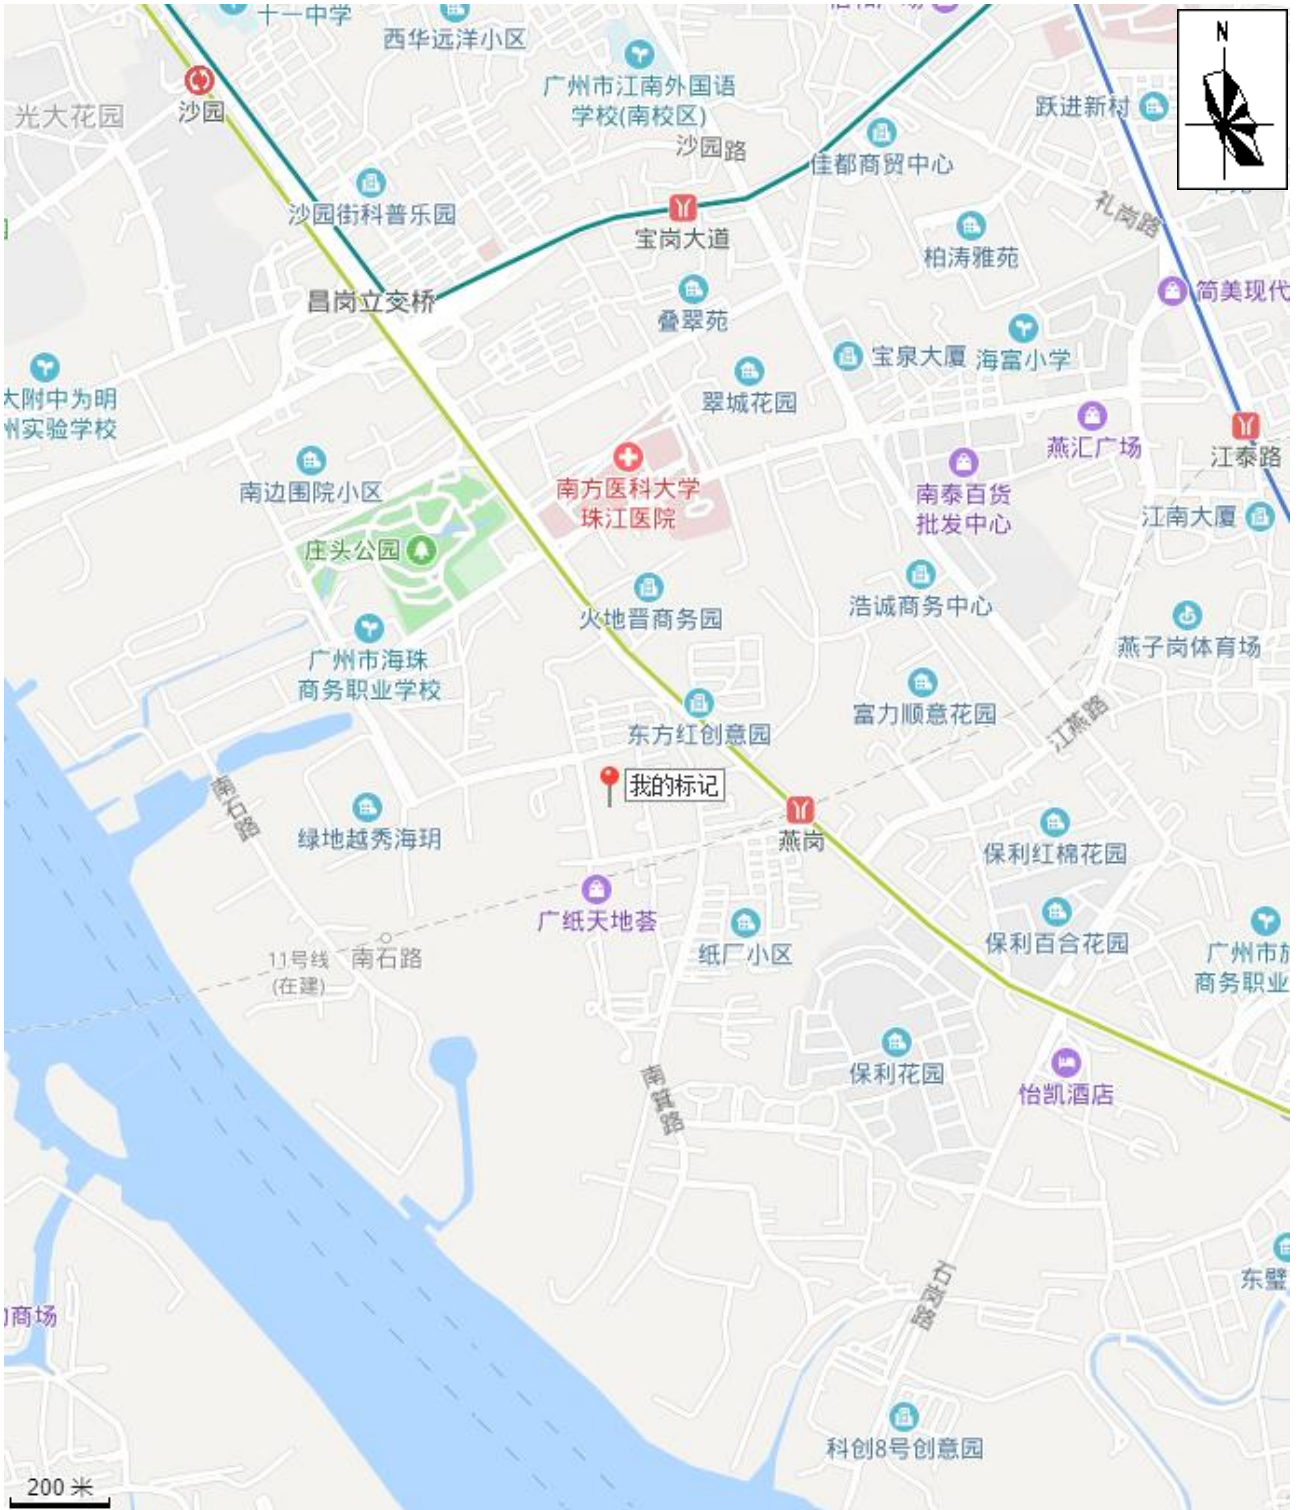 十一中学
西华远洋小区
广州市江南外国语
学校(南校区)
N
光大花园
沙园
沙园路
跃进新村
佳都商贸中心
沙园街科普乐园
宝岗大道
礼岗路
柏涛雅苑
昌岗立交桥
叠翠苑
简美现代
大附中为明
州实验学校
翠城花园
宝泉大厦
海富小学
燕汇广场
江泰路
南边围院小区
南方医科大学
珠江医院
南泰百货
批发中心
江南大厦
庄头公园
火地晋商务园
浩诚商务中心
燕子岗体育场
广州市海珠
商务职业学校
富力顺意花园
东方红创意园
江燕路
我的标记
南石路
绿地越秀海玥
燕岗
保利红棉花园
广纸天地荟
纸厂小区
保利百合花园
广州市旅
商务职业
11号线
(在建)
南石路
保利花园
怡凯酒店
南箕路
石岗路
东璧
商场
科创8号创意园
200 米